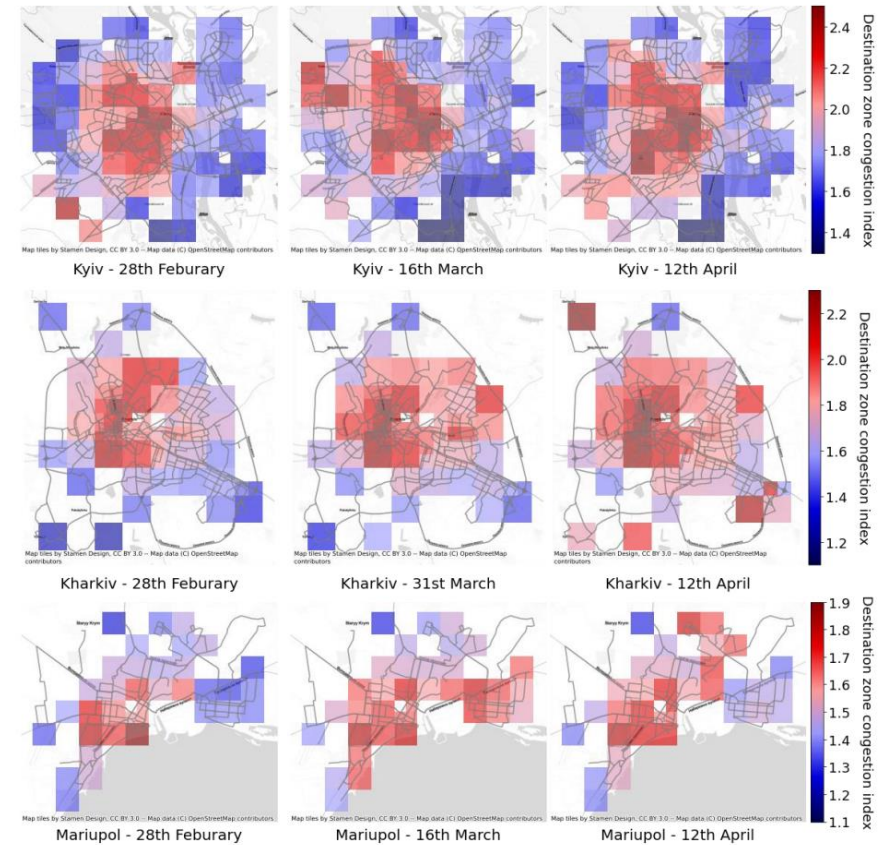 2.4
2.2
2.0
1.8
1.6
1.4
Destination zone congestion index
Map tiles by Stamen Design, CC BY 3.0 -- Map data (C) OpenStreetMap contributors
Map tiles by Stamen Design, CC BY 3.0 -- Map data (C) OpenStreetMap contributors
Map tiles by Stamen Design, CC BY 3.0 -- Map data (C) OpenStreetMap contributors
Kyiv - 28th Feburary
Kyiv - 16th March
Kyiv - 12th April
2.2
2.0
1.8
1.6
1.4
1.2
Destination zone congestion index
Map tiles by Stamen Design, CC BY 3.0 -- Map data (C) OpenStreetMap
contributors
Map tiles by Stamen Design, CC BY 3.0 -- Map data (C) OpenStreetMap
contributors
Map tiles by Stamen Design, CC BY 3.0 -- Map data (C) OpenStreetMap
contributors
Kharkiv - 28th Feburary
Kharkiv - 31st March
Kharkiv - 12th April
Staryy Krym
Staryy Krym
Staryy Krym
1.9
1.8
1.7
1.6
1.5
1.4
1.3
1.2
1.1
Destination zone congestion index
Map tiles by Stamen Design, CC BY 3.0 -- Map data (C) OpenStreetMap contributors
Map tiles by Stamen Design, CC BY 3.0 -- Map data (C) OpenStreetMap contributors
Map tiles by Stamen Design, CC BY 3.0 -- Map data (C) OpenStreetMap contributors
Mariupol - 28th Feburary
Mariupol - 16th March
Mariupol - 12th April